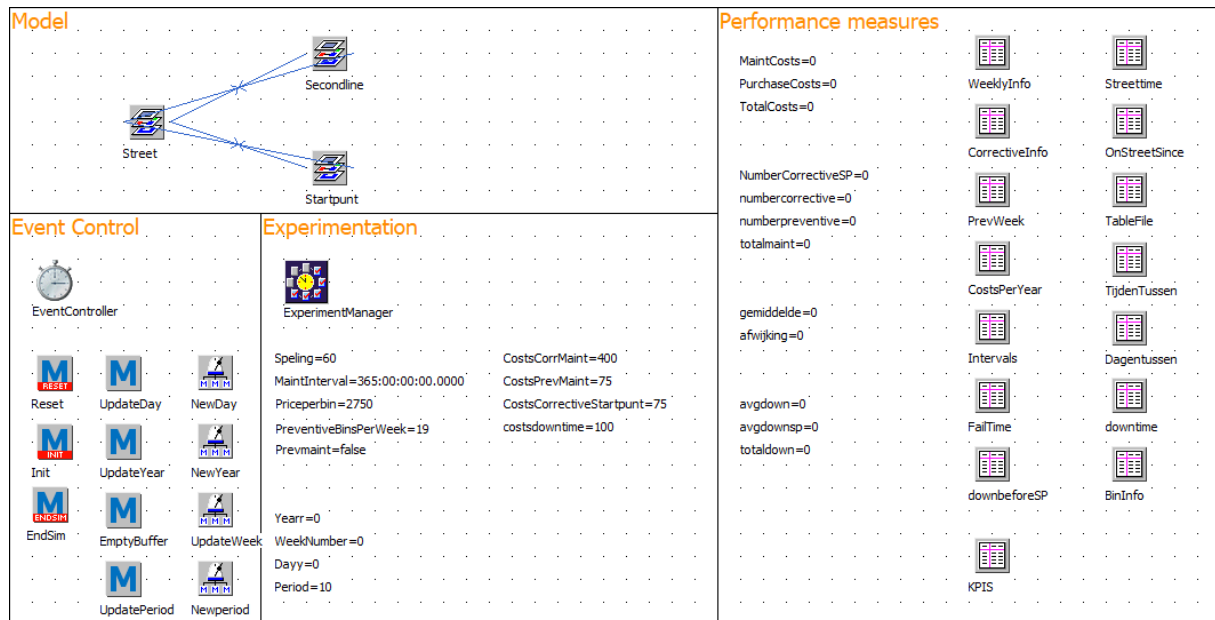 Model
Secondline
Street
Startpunt
Event Control
EventController
RESET
Reset
M
UpdateDay
M M M
NewDay
M
INIT
Init
M
UpdateYear
M M M
NewYear
M
ENDSIM
EndSim
M
EmptyBuffer
M M M
UpdateWeek
M
UpdatePeriod
M M M
Newperiod
Experimentation
ExperimentManager
Speling=60
MaintInterval=365:00:00:00.0000
Priceperbin=2750
PreventiveBinsPerWeek=19
Prevmaint=false
CostsCorrMaint=400
CostsPrevMaint=75
CostsCorrectiveStartpunt=75
costsdowntime=100
Yearr=0
WeekNumber=0
Dayy=0
Period=10
Performance measures
MaintCosts=0
PurchaseCosts=0
TotalCosts=0
NumberCorrectiveSP=0
numbercorrective=0
numberpreventive=0
totalmaint=0
gemiddelde=0
afwijking=0
avgdown=0
avgdownsp=0
totaldown=0
WeeklyInfo
Streettime
CorrectiveInfo
OnStreetSince
PrevWeek
TableFile
CostsPerYear
TijdenTussen
Intervals
Dagentussen
FailTime
downtime
downbeforeSP
BinInfo
KPIS